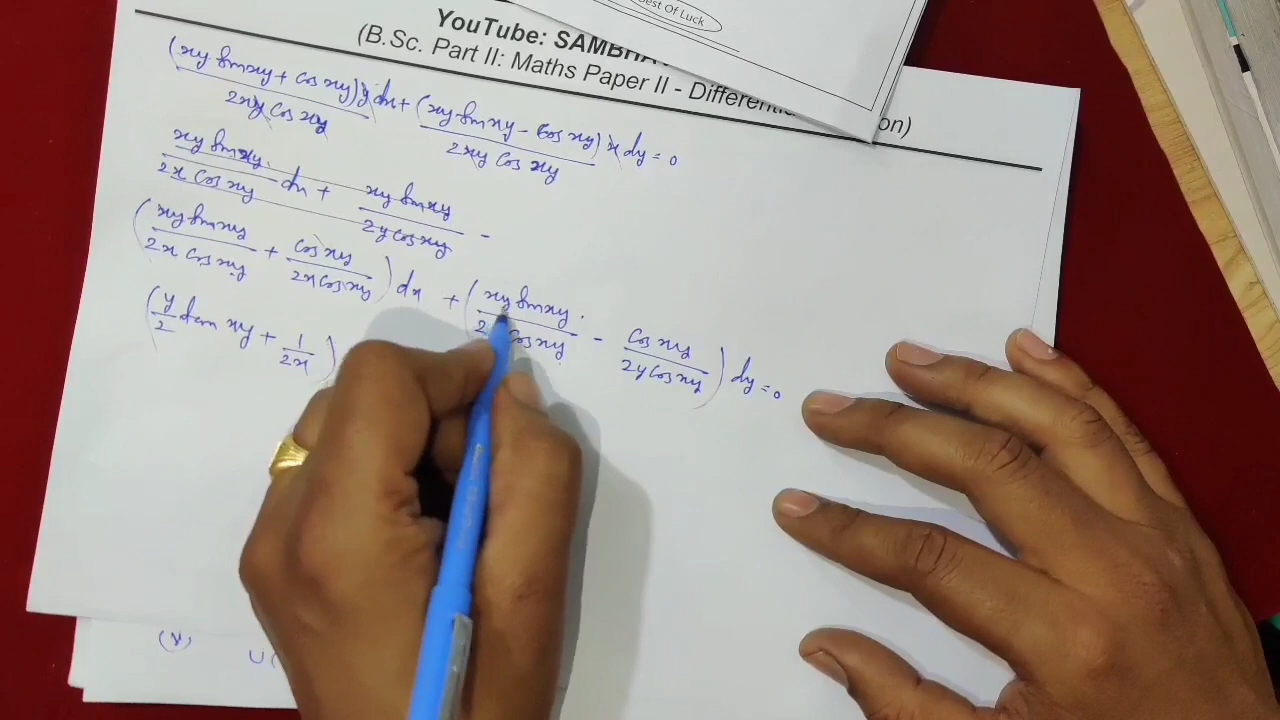 Best Of Luck
YouTube: SAMBHA
(B.Sc. Part II: Maths Paper II - Differenti on)
(xy sin xy + cos xy) y / 2xy cos xy dx + (xy sin xy - cos xy) x / 2xy cos xy dy = 0
xy sin xy / 2x cos xy dx + xy sin xy / 2y cos xy -
(xy sin xy / 2x cos xy + cos xy / 2x cos xy) dx + (xy sin xy / 2 cos xy - cos xy / 2y cos xy) dy = 0
(y/2 tan xy + 1/2x)
(v) U(